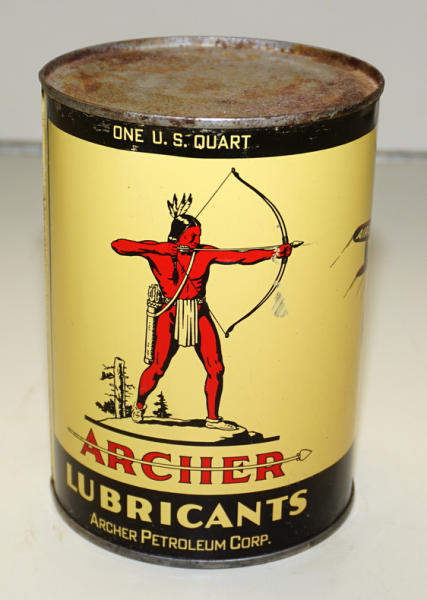 ONE U.S. QUART
ARCHER
LUBRICANTS
ARCHER PETROLEUM CORP.